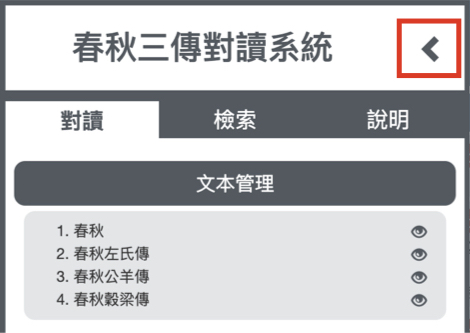 春秋三傳對讀系統
對讀 檢索 說明
文本管理
1. 春秋
2. 春秋左氏傳
3. 春秋公羊傳
4. 春秋穀梁傳